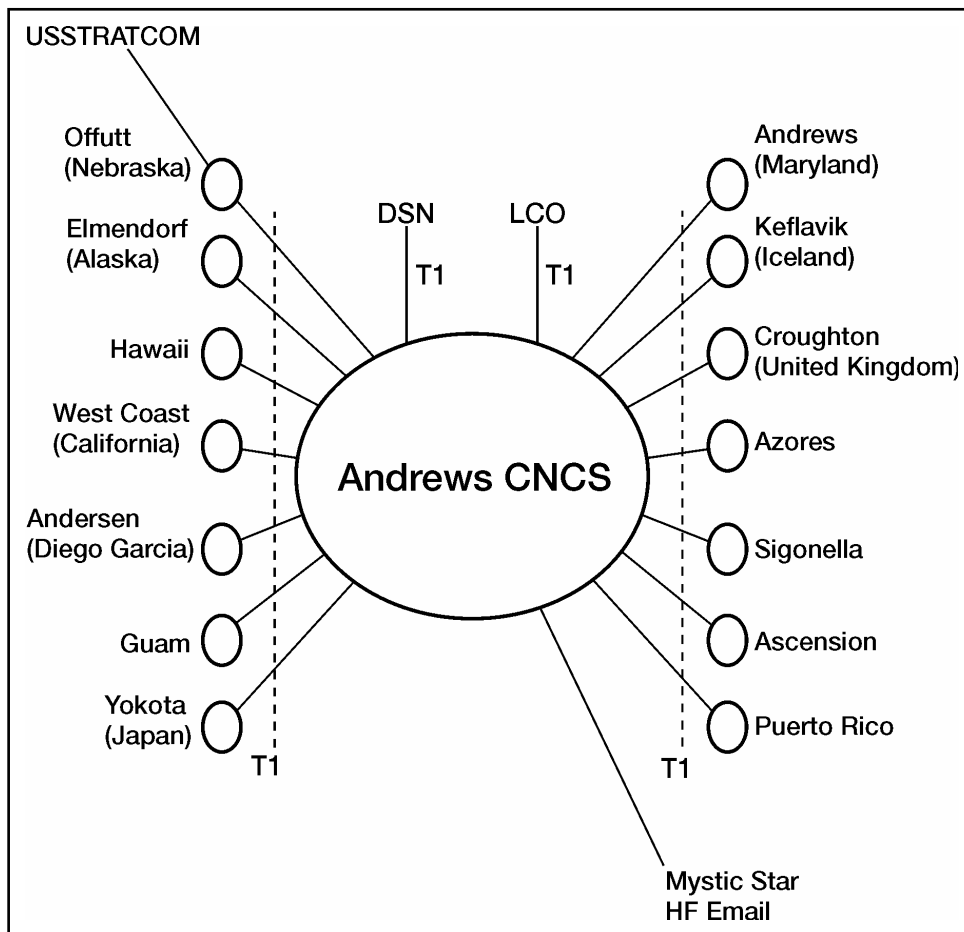 USSTRATCOM
Offutt
(Nebraska)
Elmendorf
(Alaska)
Hawaii
West Coast
(California)
Andersen
(Diego Garcia)
Guam
Yokota
(Japan)
T1
DSN
T1
LCO
T1
Andrews CNCS
Andrews
(Maryland)
Keflavik
(Iceland)
Croughton
(United Kingdom)
Azores
Sigonella
Ascension
Puerto Rico
T1
Mystic Star
HF Email